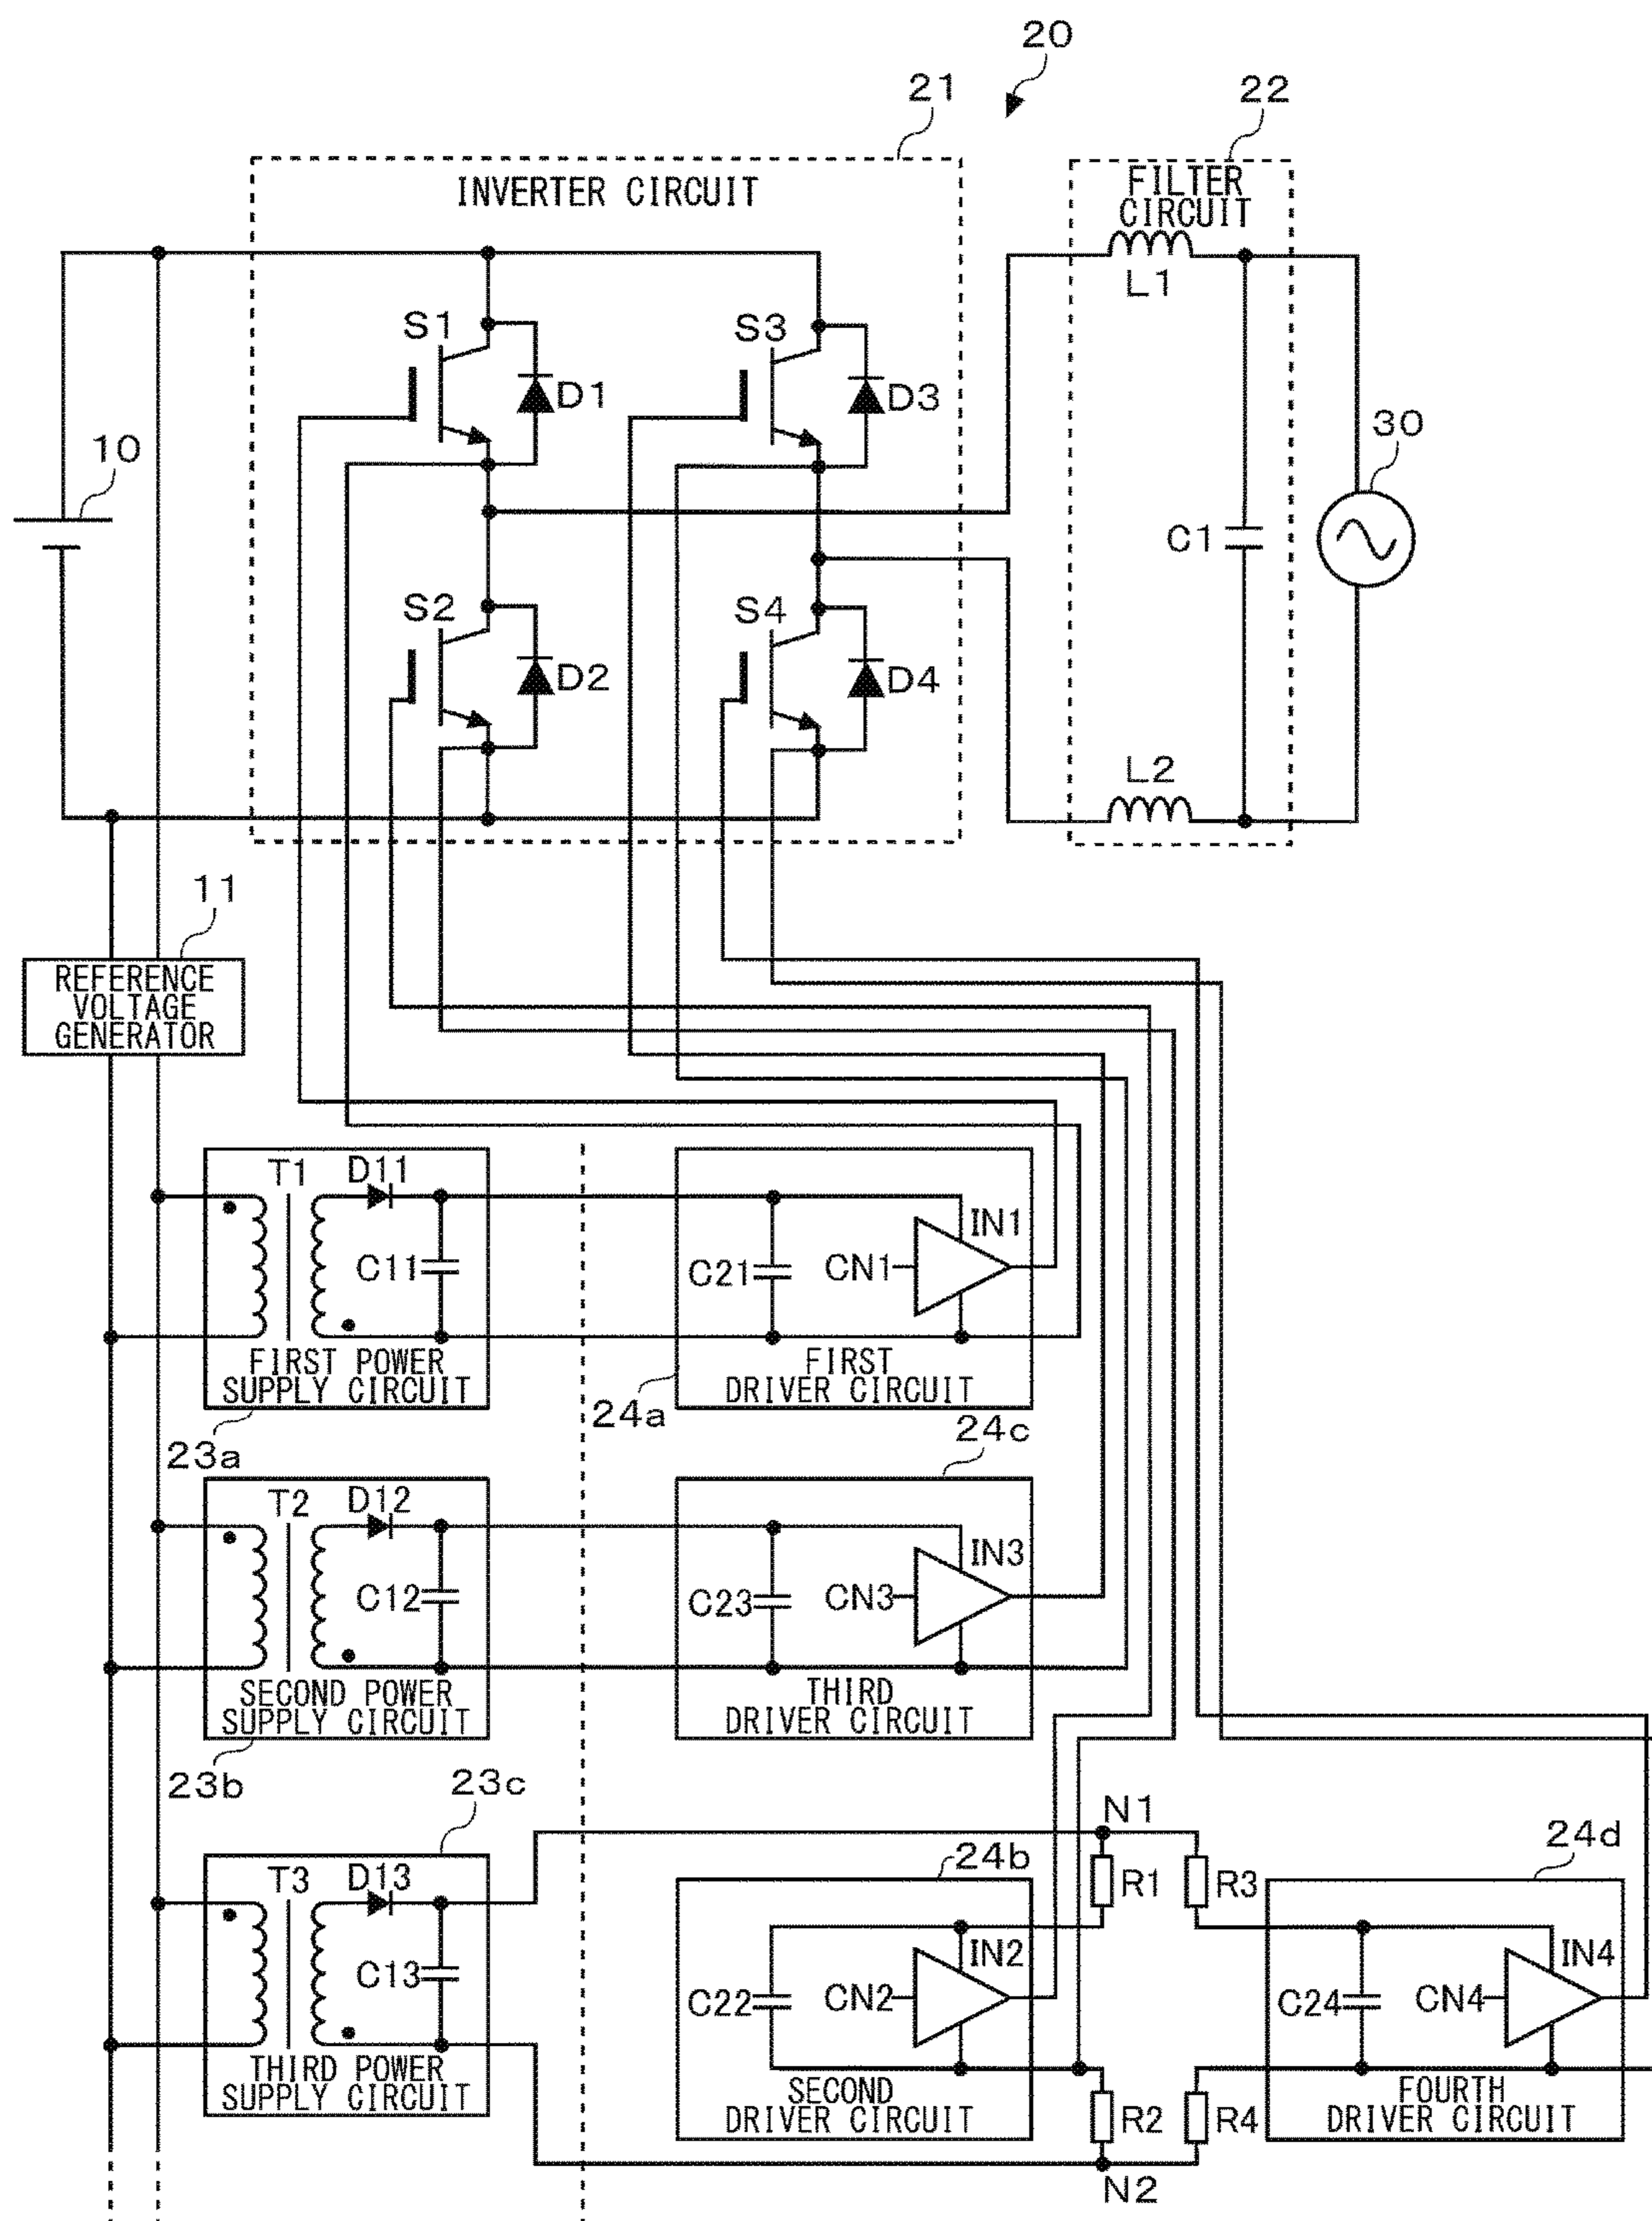 20
21
22
INVERTER CIRCUIT
FILTER
CIRCUIT
L1
S1
S3
D1
D3
10
30
C1
S2
S4
D2
D4
L2
11
REFERENCE
VOLTAGE
GENERATOR
T1
D11
C11
FIRST POWER
SUPPLY CIRCUIT
23a
C21
CN1
IN1
FIRST
DRIVER CIRCUIT
24a
24c
T2
D12
C12
SECOND POWER
SUPPLY CIRCUIT
23b
C23
CN3
IN3
THIRD
DRIVER CIRCUIT
23c
T3
D13
C13
THIRD POWER
SUPPLY CIRCUIT
N1
24b
R1
R3
24d
C22
CN2
IN2
SECOND
DRIVER CIRCUIT
R2
R4
N2
C24
CN4
IN4
FOURTH
DRIVER CIRCUIT